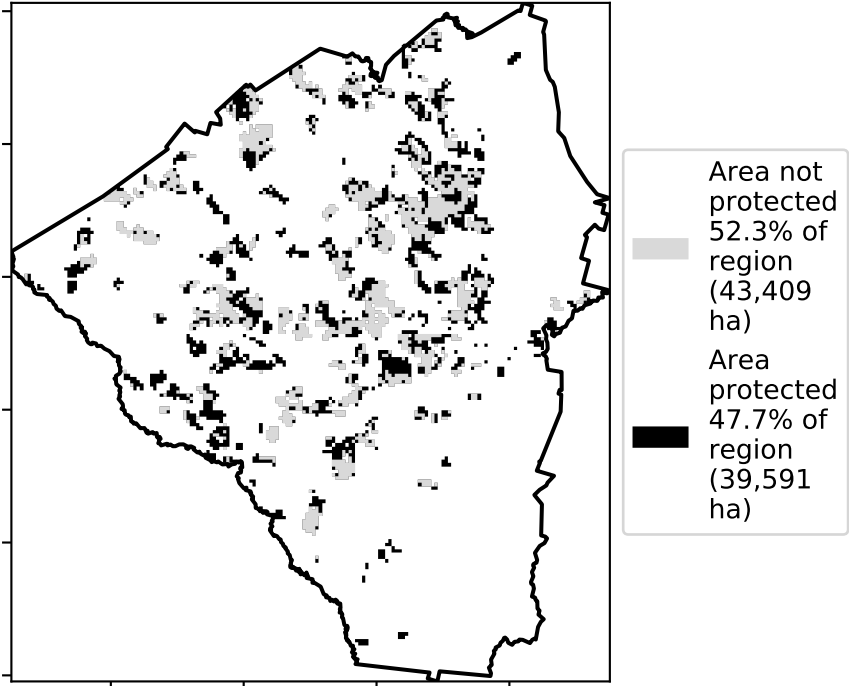 Area not
protected
52.3% of
region
(43,409
ha)
Area
protected
47.7% of
region
(39,591
ha)